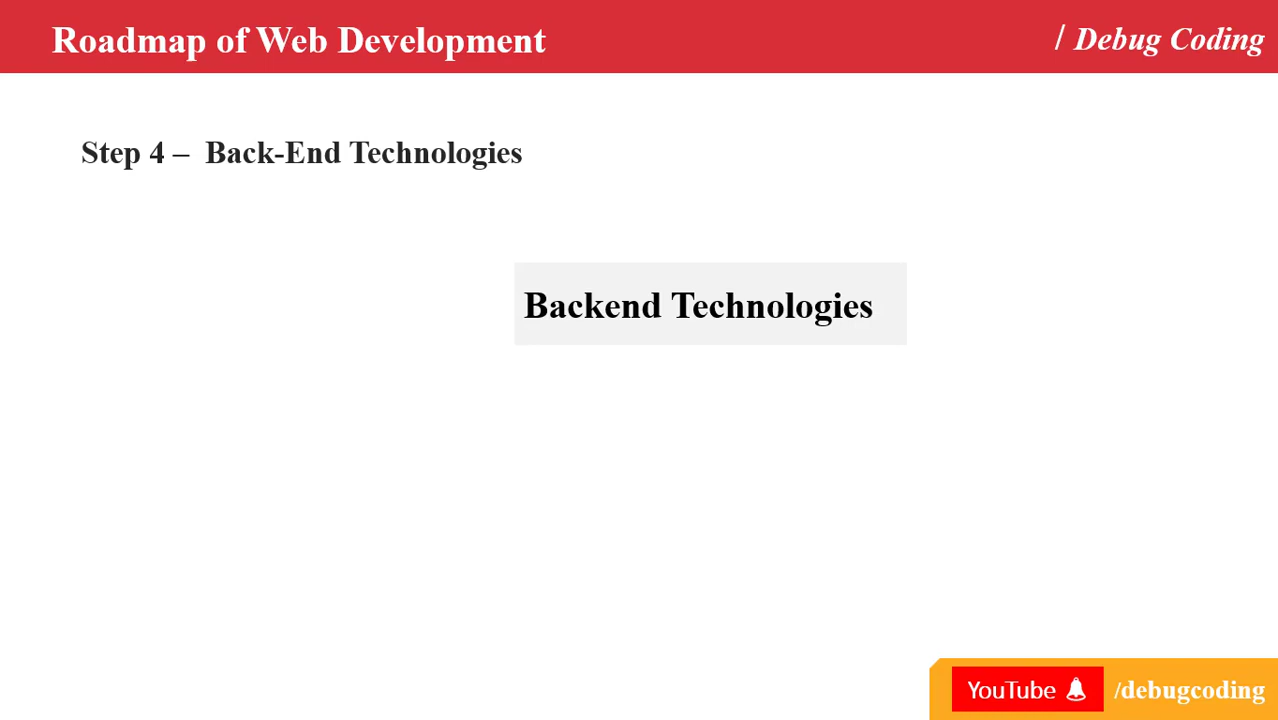 Roadmap of Web Development
/ Debug Coding
Step 4 – Back-End Technologies
Backend Technologies
YouTube /debugcoding